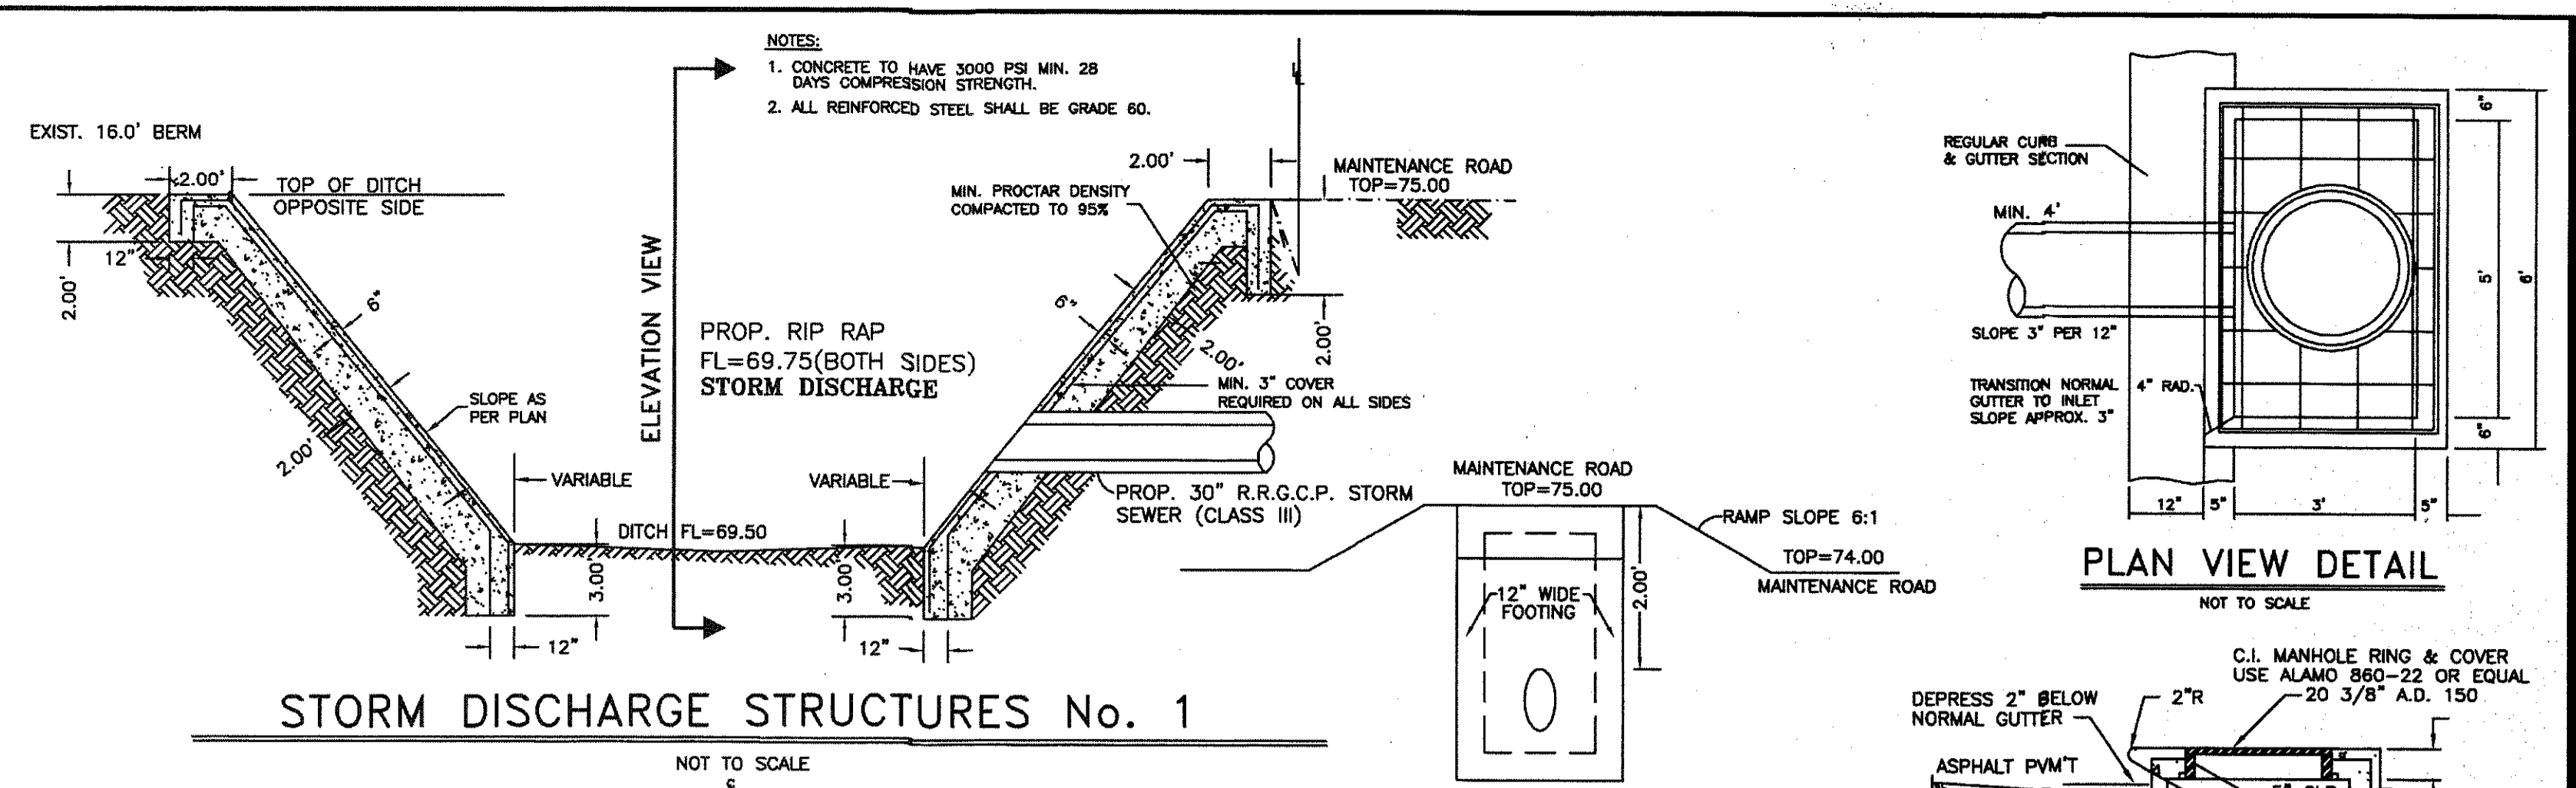 NOTES:
1. CONCRETE TO HAVE 3000 PSI MIN. 28
DAYS COMPRESSION STRENGTH.
2. ALL REINFORCED STEEL SHALL BE GRADE 60.
EXIST. 16.0' BERM
2.00'
TOP OF DITCH
OPPOSITE SIDE
2.00'
12"
6"
SLOPE AS
PER PLAN
2.00'
VARIABLE
3.00'
12"
ELEVATION VIEW
PROP. RIP RAP
FL=69.75(BOTH SIDES)
STORM DISCHARGE
DITCH FL=69.50
MIN. PROCTAR DENSITY
COMPACTED TO 95%
2.00'
MAINTENANCE ROAD
TOP=75.00
6"
2.00'
2.00'
MIN. 3" COVER
REQUIRED ON ALL SIDES
VARIABLE
PROP. 30" R.R.G.C.P. STORM
SEWER (CLASS III)
3.00'
12"
STORM DISCHARGE STRUCTURES No. 1
NOT TO SCALE
MAINTENANCE ROAD
TOP=75.00
RAMP SLOPE 6:1
TOP=74.00
MAINTENANCE ROAD
12" WIDE
FOOTING
2.00'
REGULAR CURB
& GUTTER SECTION
MIN. 4'
SLOPE 3" PER 12"
TRANSITION NORMAL
GUTTER TO INLET
SLOPE APPROX. 3"
4" RAD.
6"
5'
6'
6"
12"
5"
3'
5"
PLAN VIEW DETAIL
NOT TO SCALE
C.I. MANHOLE RING & COVER
USE ALAMO 860-22 OR EQUAL
20 3/8" A.D. 150
DEPRESS 2" BELOW
NORMAL GUTTER
2"R
ASPHALT PVM'T